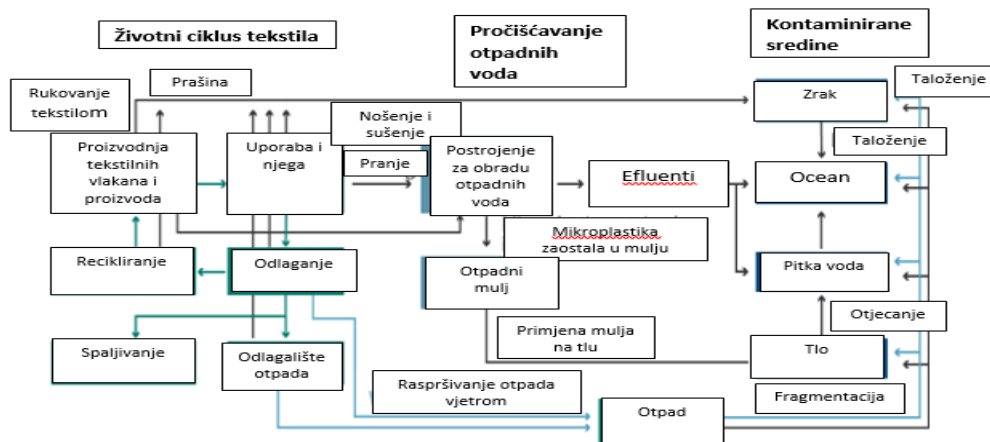 Životni ciklus tekstila
Pročišćavanje
otpadnih
voda
Kontaminirane
sredine
Rukovanje
tekstilom
Prašina
Zrak
Taloženje
Nošenje i
sušenje
Taloženje
Proizvodnja
tekstilnih
vlakana i
proizvoda
Uporaba i
njega
Pranje
Postrojenje
za obradu
otpadnih
voda
Efluenti
Ocean
Mikroplastika
zaostala u mulju
Recikliranje
Odlaganje
Otpadni
mulj
Pitka voda
Otjecanje
Primjena mulja
na tlu
Spaljivanje
Odlagalište
otpada
Tlo
Raspršivanje otpada
vjetrom
Fragmentacija
Otpad